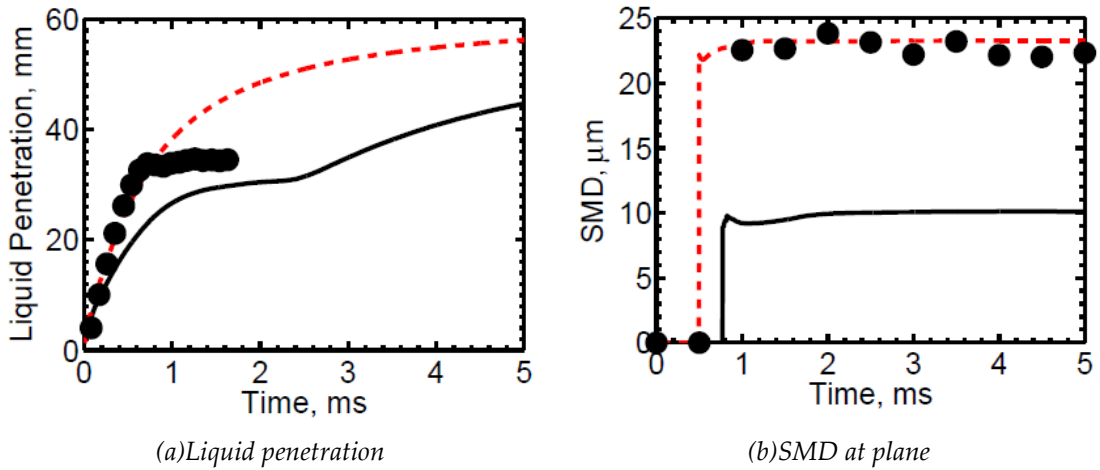 60
40
20
0
Liquid Penetration, mm
0 1 2 3 4 5
Time, ms
(a)Liquid penetration
25
20
15
10
5
0
SMD, μm
0 1 2 3 4 5
Time, ms
(b)SMD at plane